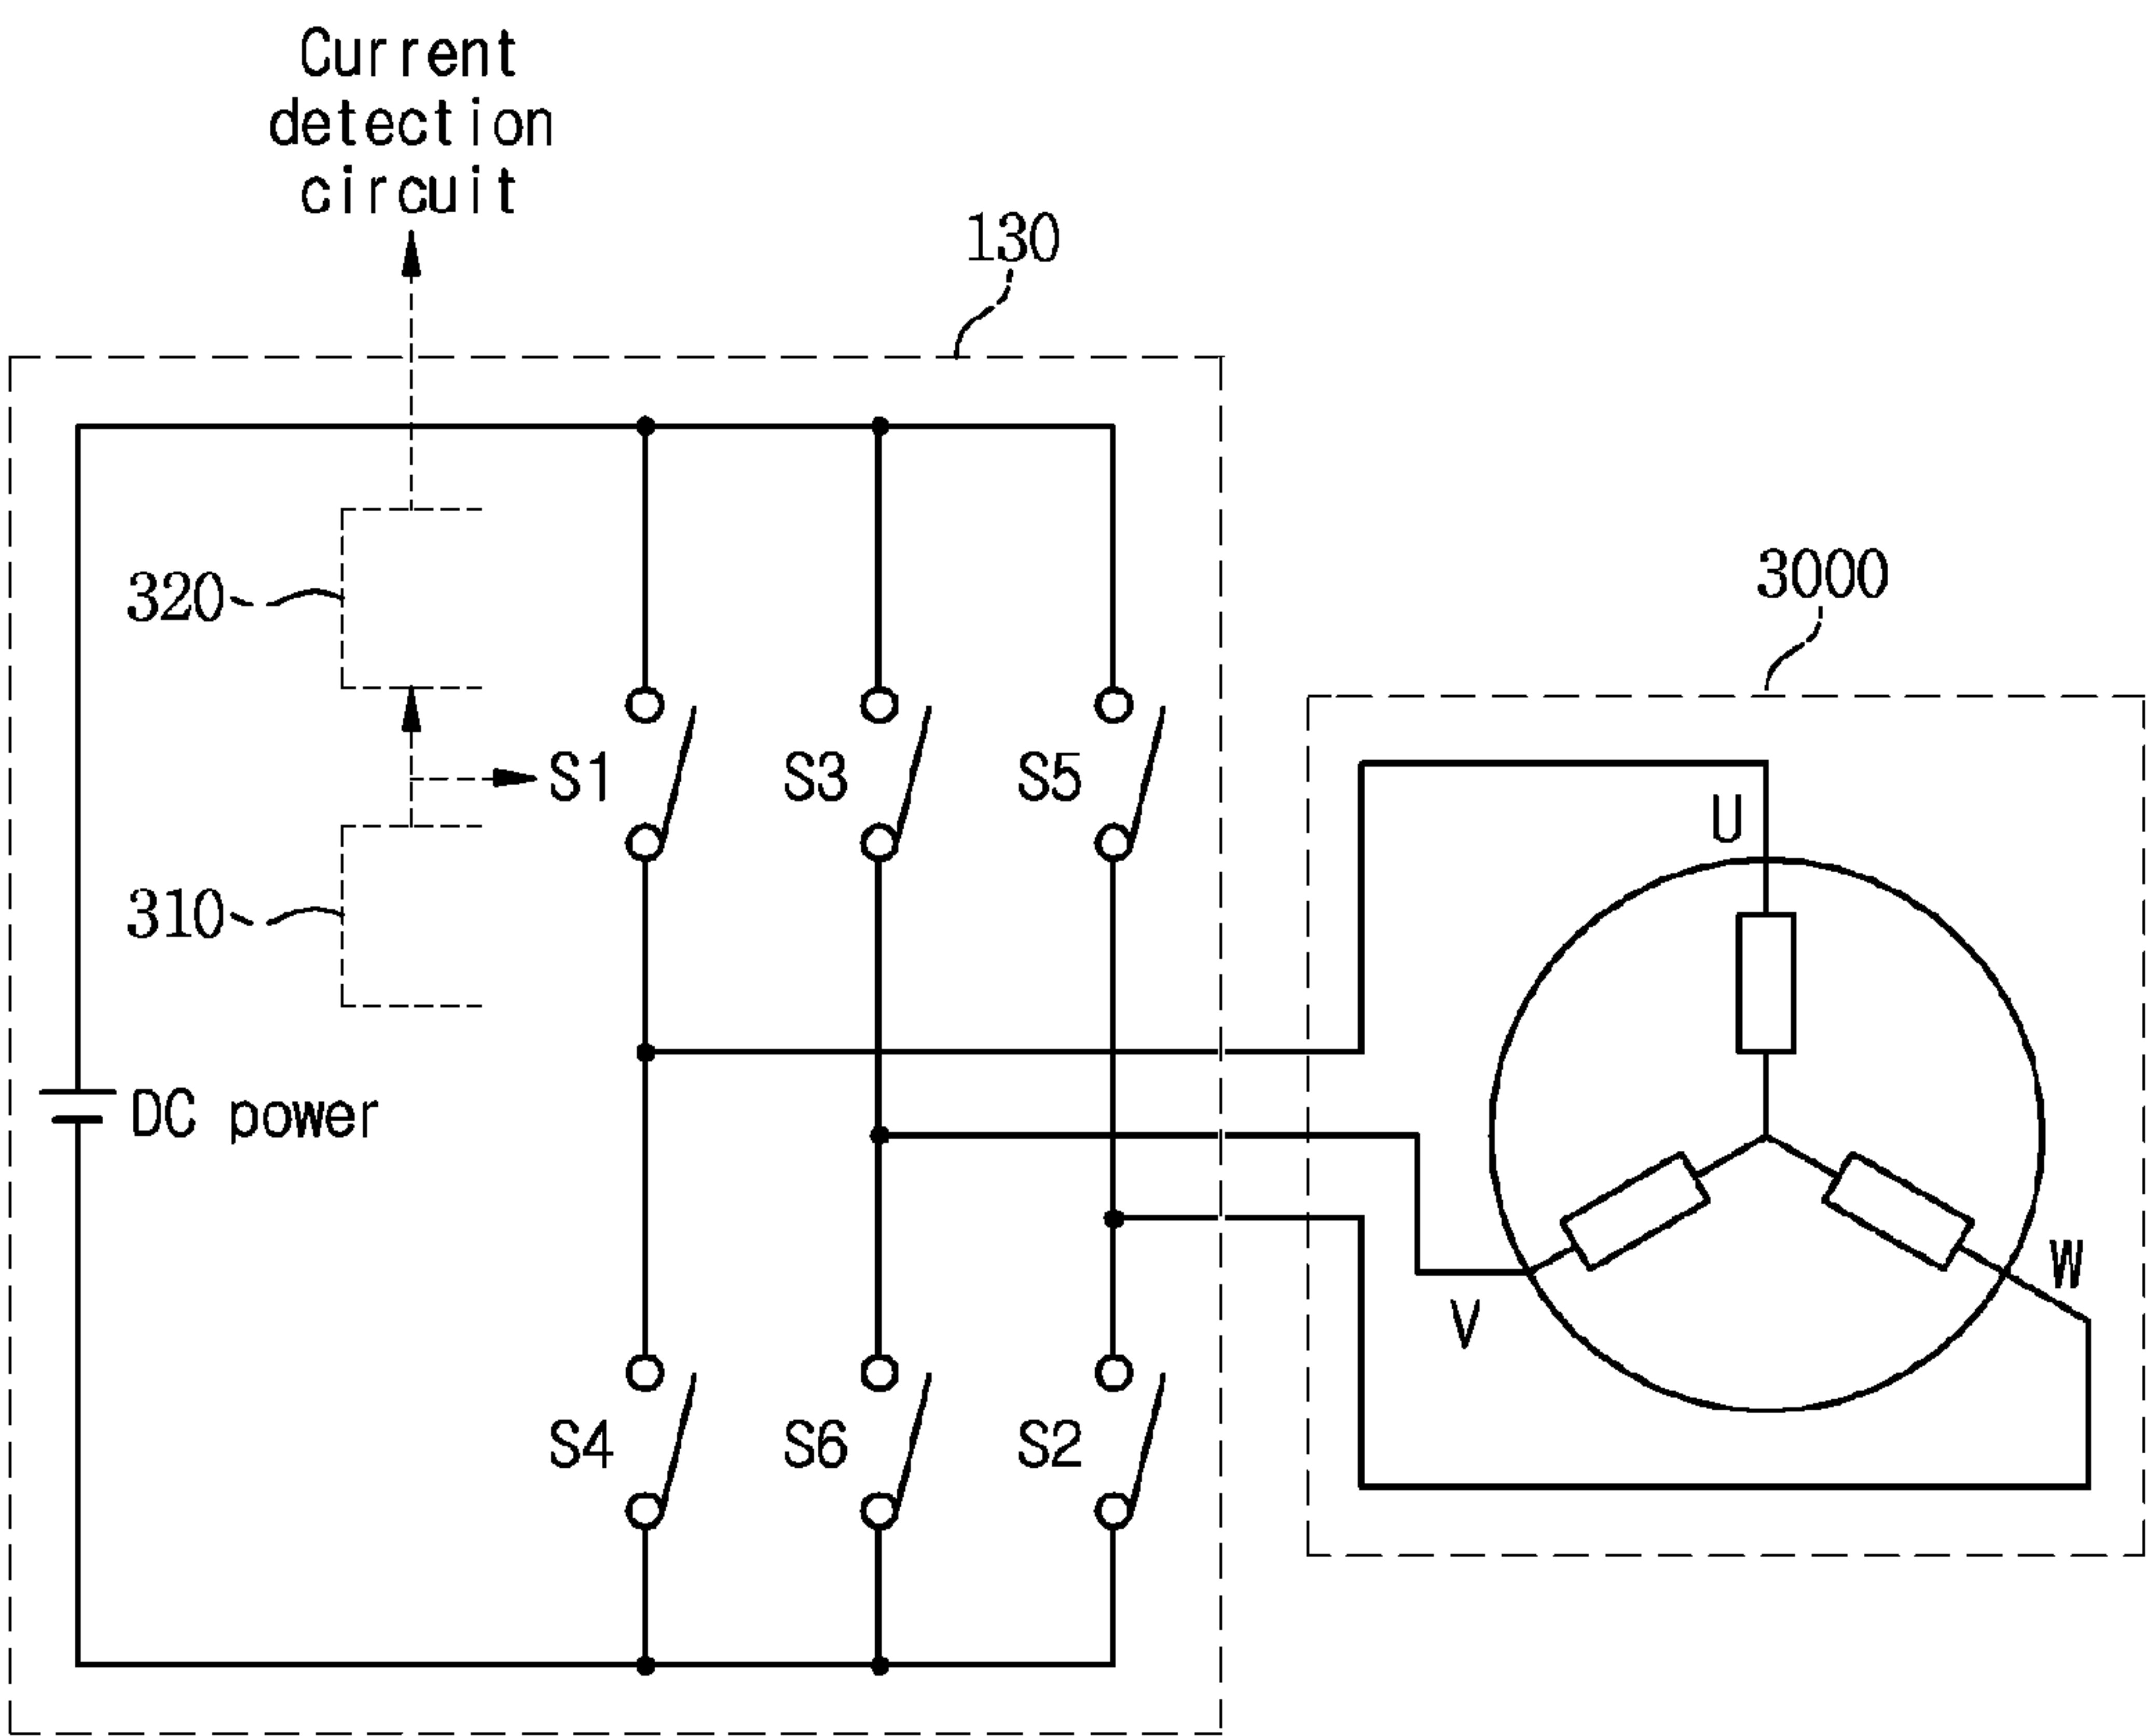 Current
detection
circuit
130
320
3000
S1
S3
S5
U
310
DC power
W
V
S4
S6
S2